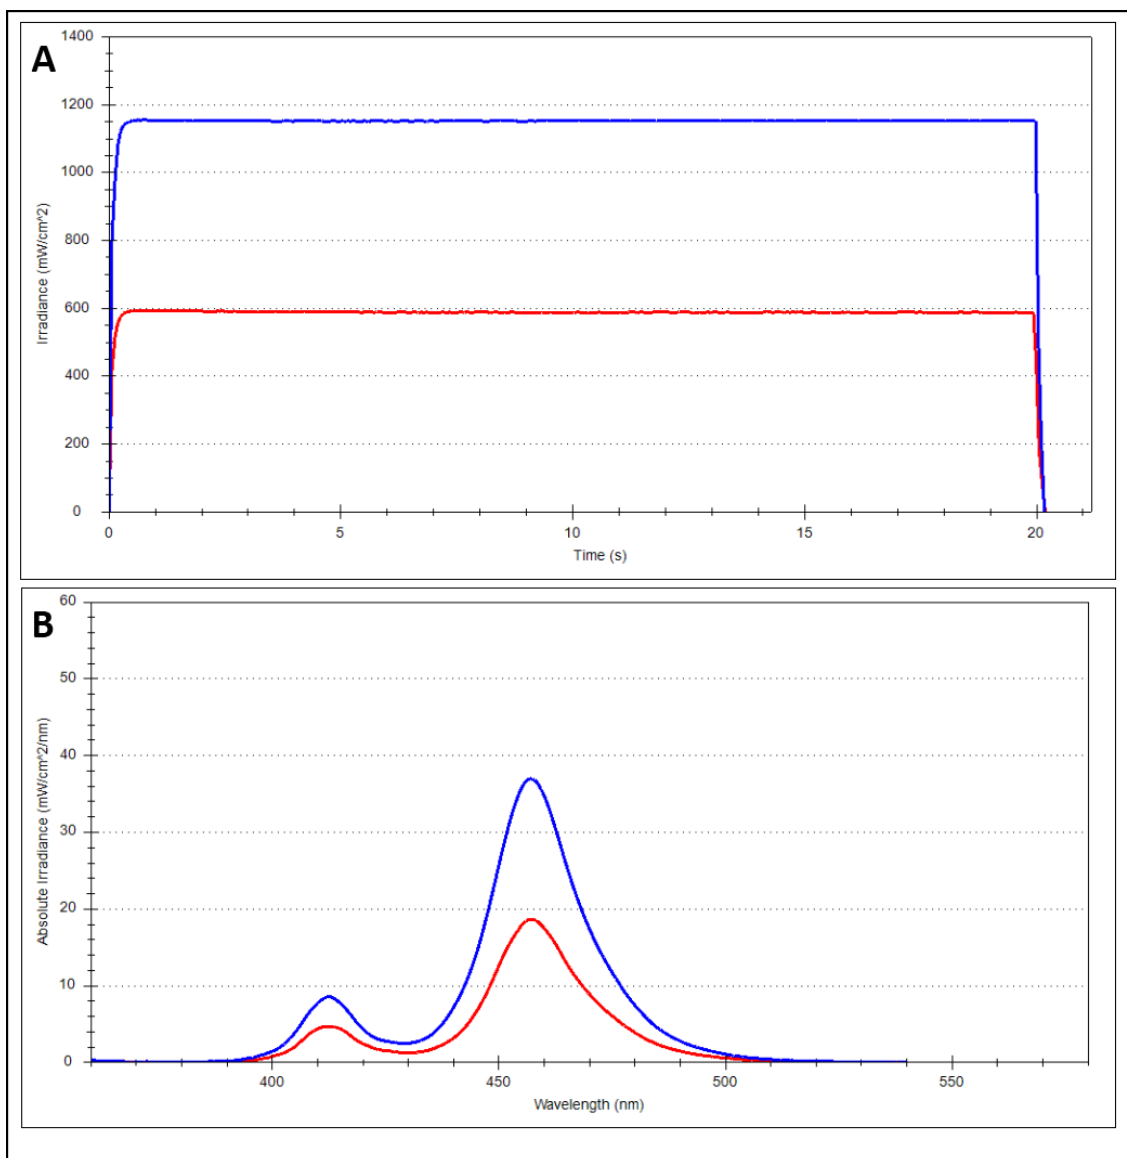 A
1400
1200
1000
800
600
400
200
0
Irradiance (mW/cm^2)
0 5 10 15 20
Time (s)
B
60
50
40
30
20
10
0
Absolute Irradiance (mW/cm^2/nm)
400 450 500 550
Wavelength (nm)